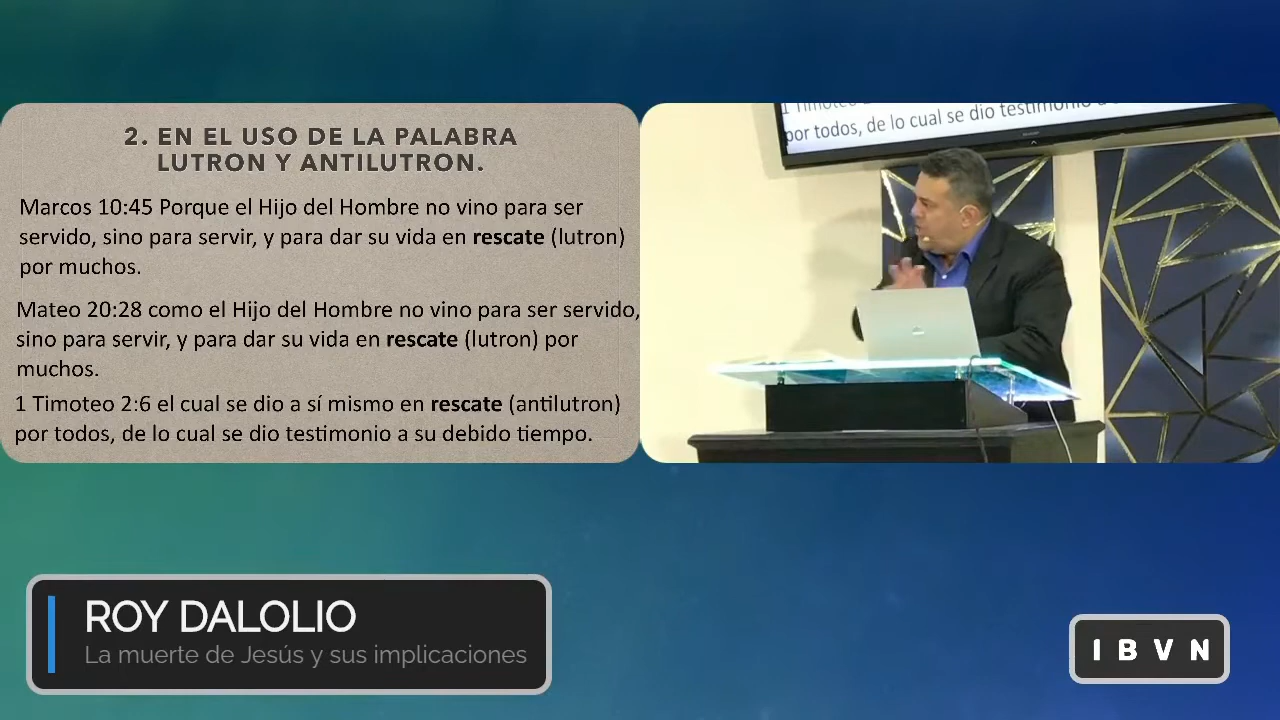 2. EN EL USO DE LA PALABRA
LUTRON Y ANTILUTRON.
Marcos 10:45 Porque el Hijo del Hombre no vino para ser
servido, sino para servir, y para dar su vida en rescate (lutron)
por muchos.
Mateo 20:28 como el Hijo del Hombre no vino para ser servido,
sino para servir, y para dar su vida en rescate (lutron) por
muchos.
1 Timoteo 2:6 el cual se dio a sí mismo en rescate (antilutron)
por todos, de lo cual se dio testimonio a su debido tiempo.
1 Timoteo
por todos, de lo cual se dio testimonio a
ROY DALOLIO
La muerte de Jesús y sus implicaciones
IBVN